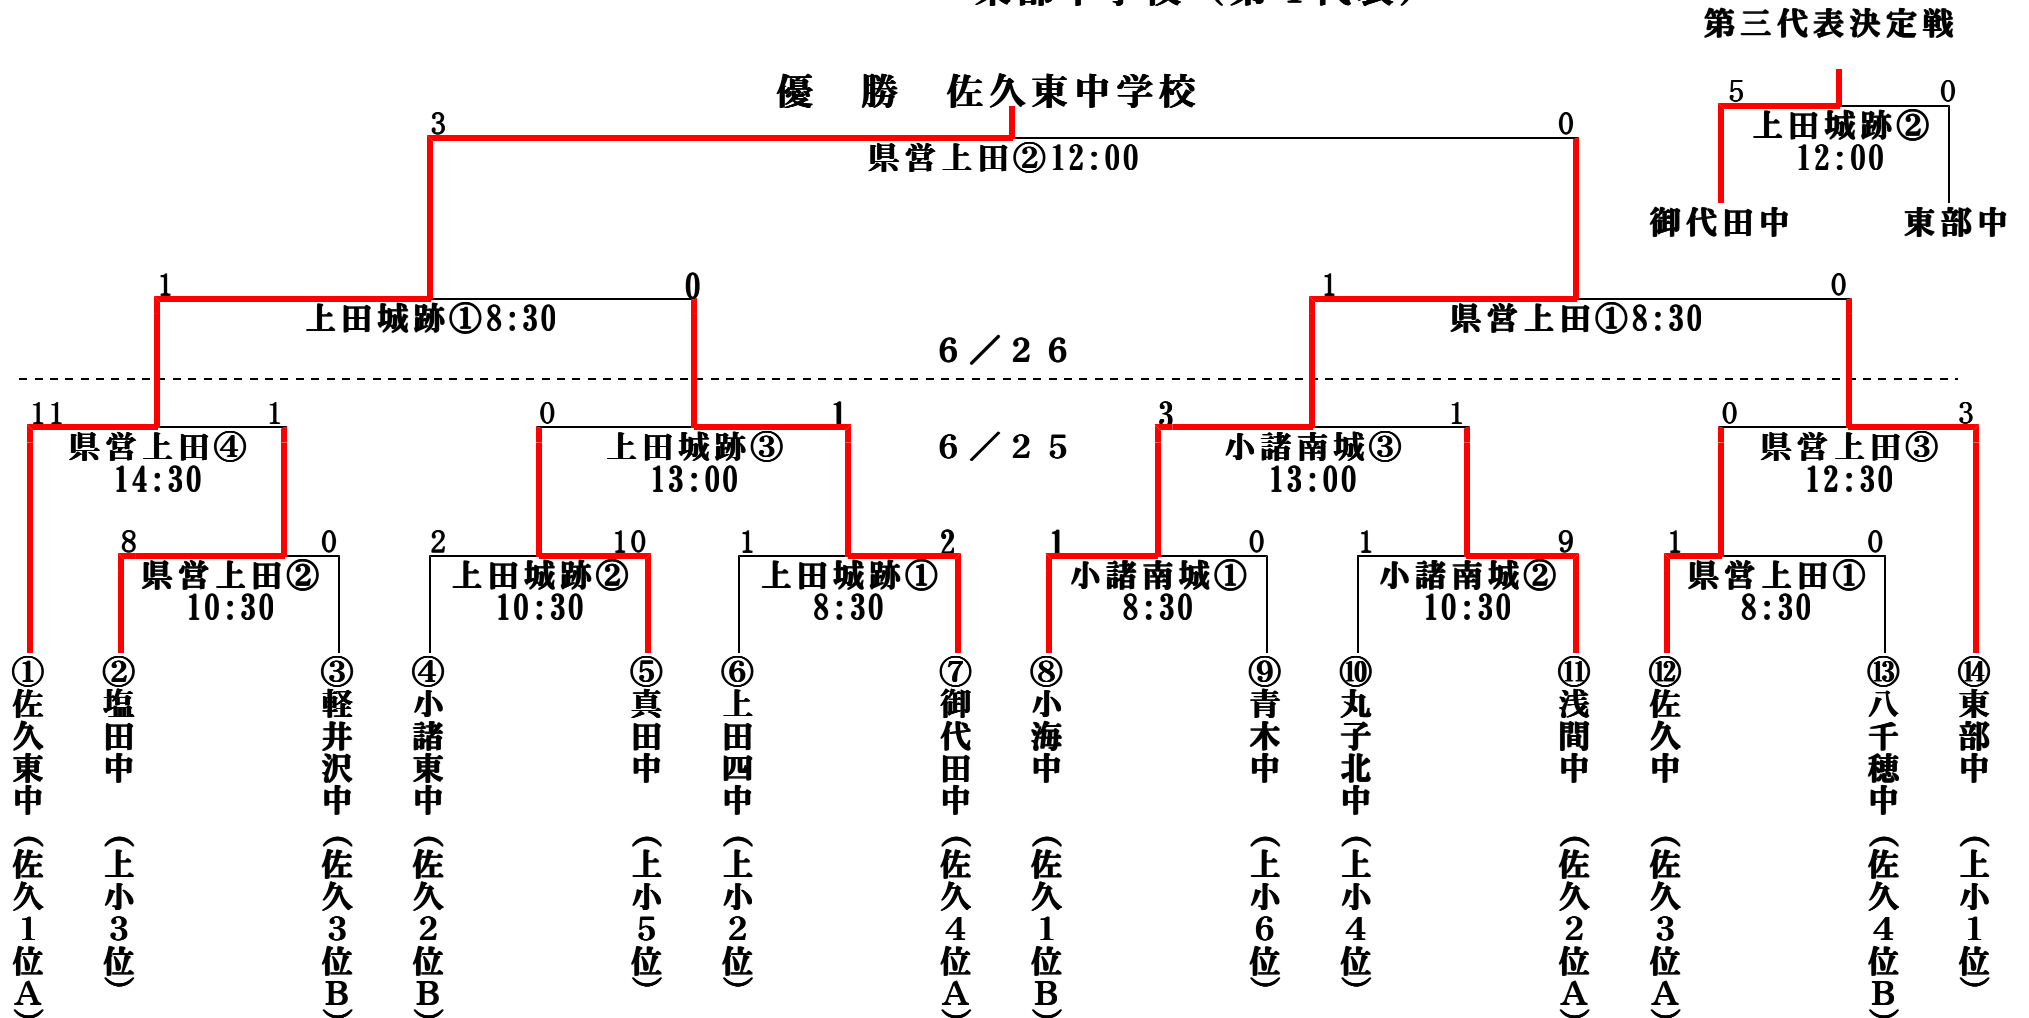 東部中学校（第４代表）
第三代表決定戦
優　勝　佐久東中学校
5 0
上田城跡②
12:00
御代田中 東部中
3 0
県営上田②12:00
1 0 1 0
上田城跡①8:30 県営上田①8:30
６／２６
６／２５
11 1 0 1 3 1 0 3
県営上田④ 上田城跡③ 小諸南城③ 県営上田③
14:30 13:00 13:00 12:30
8 0 2 10 1 2 1 0 1 9 1 0
県営上田② 上田城跡② 上田城跡① 小諸南城① 小諸南城② 県営上田①
10:30 10:30 8:30 8:30 10:30 8:30
①佐久東中（佐久１位Ａ）
②塩田中（上小３位）
③軽井沢中（佐久３位Ｂ）
④小諸東中（佐久２位Ｂ）
⑤真田中（上小５位）
⑥上田四中（上小２位）
⑦御代田中（佐久４位Ａ）
⑧小海中（佐久１位Ｂ）
⑨青木中（上小６位）
⑩丸子北中（上小４位）
⑪浅間中（佐久２位Ａ）
⑫佐久中（佐久３位Ａ）
⑬八千穂中（佐久４位Ｂ）
⑭東部中（上小１位）